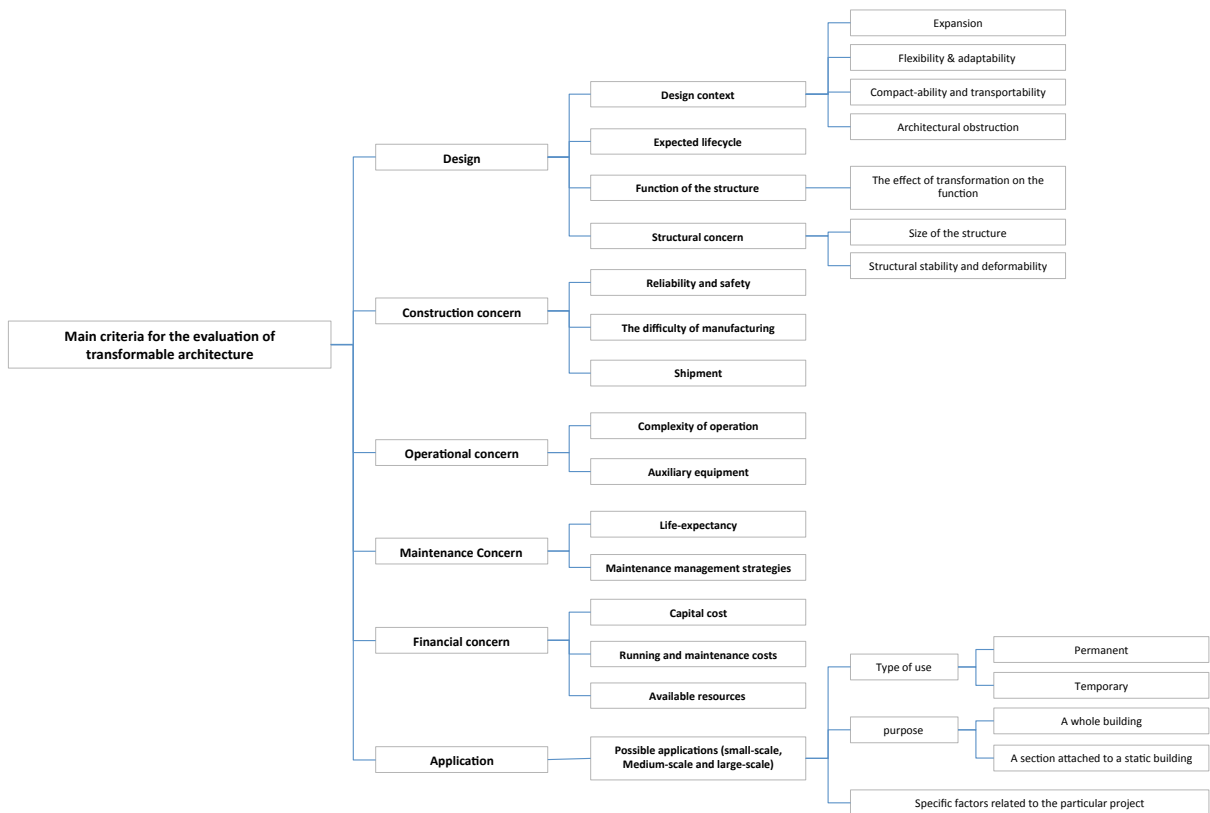 Main criteria for the evaluation of
transformable architecture
Design
Design context
Expansion
Flexibility & adaptability
Compact-ability and transportability
Architectural obstruction
Expected lifecycle
Function of the structure
The effect of transformation on the
function
Structural concern
Size of the structure
Structural stability and deformability
Construction concern
Reliability and safety
The difficulty of manufacturing
Shipment
Operational concern
Complexity of operation
Auxiliary equipment
Maintenance Concern
Life-expectancy
Maintenance management strategies
Financial concern
Capital cost
Running and maintenance costs
Available resources
Application
Possible applications (small-scale,
Medium-scale and large-scale)
Type of use
Permanent
Temporary
purpose
A whole building
A section attached to a static building
Specific factors related to the particular project